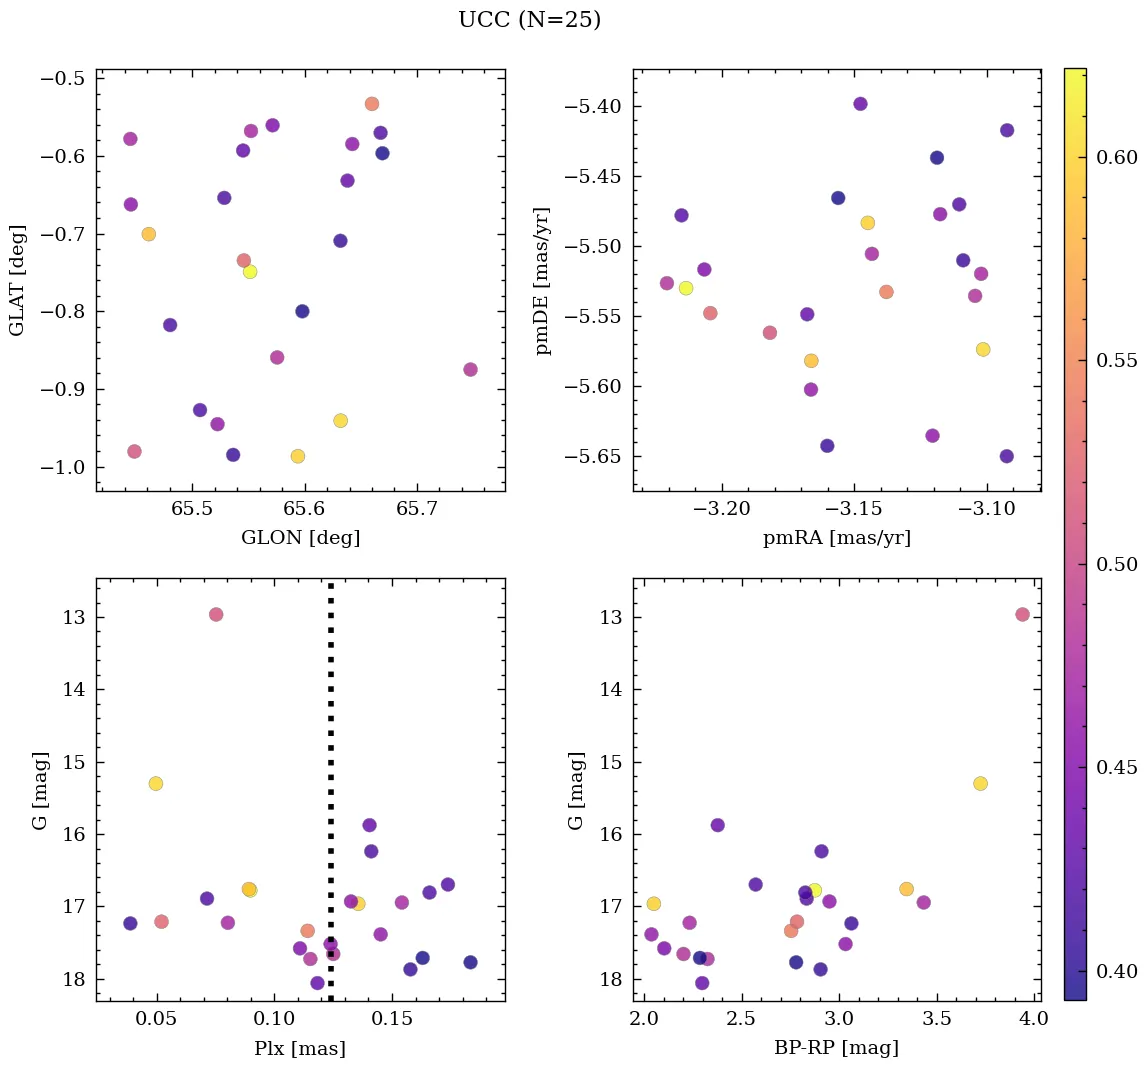 UCC (N=25)
−0.5
−0.6
−0.7
−0.8
−0.9
−1.0
GLAT [deg]
65.5 65.6 65.7
GLON [deg]
−5.40
−5.45
−5.50
−5.55
−5.60
−5.65
pmDE [mas/yr]
−3.20 −3.15 −3.10
pmRA [mas/yr]
13
14
15
16
17
18
G [mag]
0.05 0.10 0.15
Plx [mas]
13
14
15
16
17
18
G [mag]
2.0 2.5 3.0 3.5 4.0
BP-RP [mag]
0.60
0.55
0.50
0.45
0.40